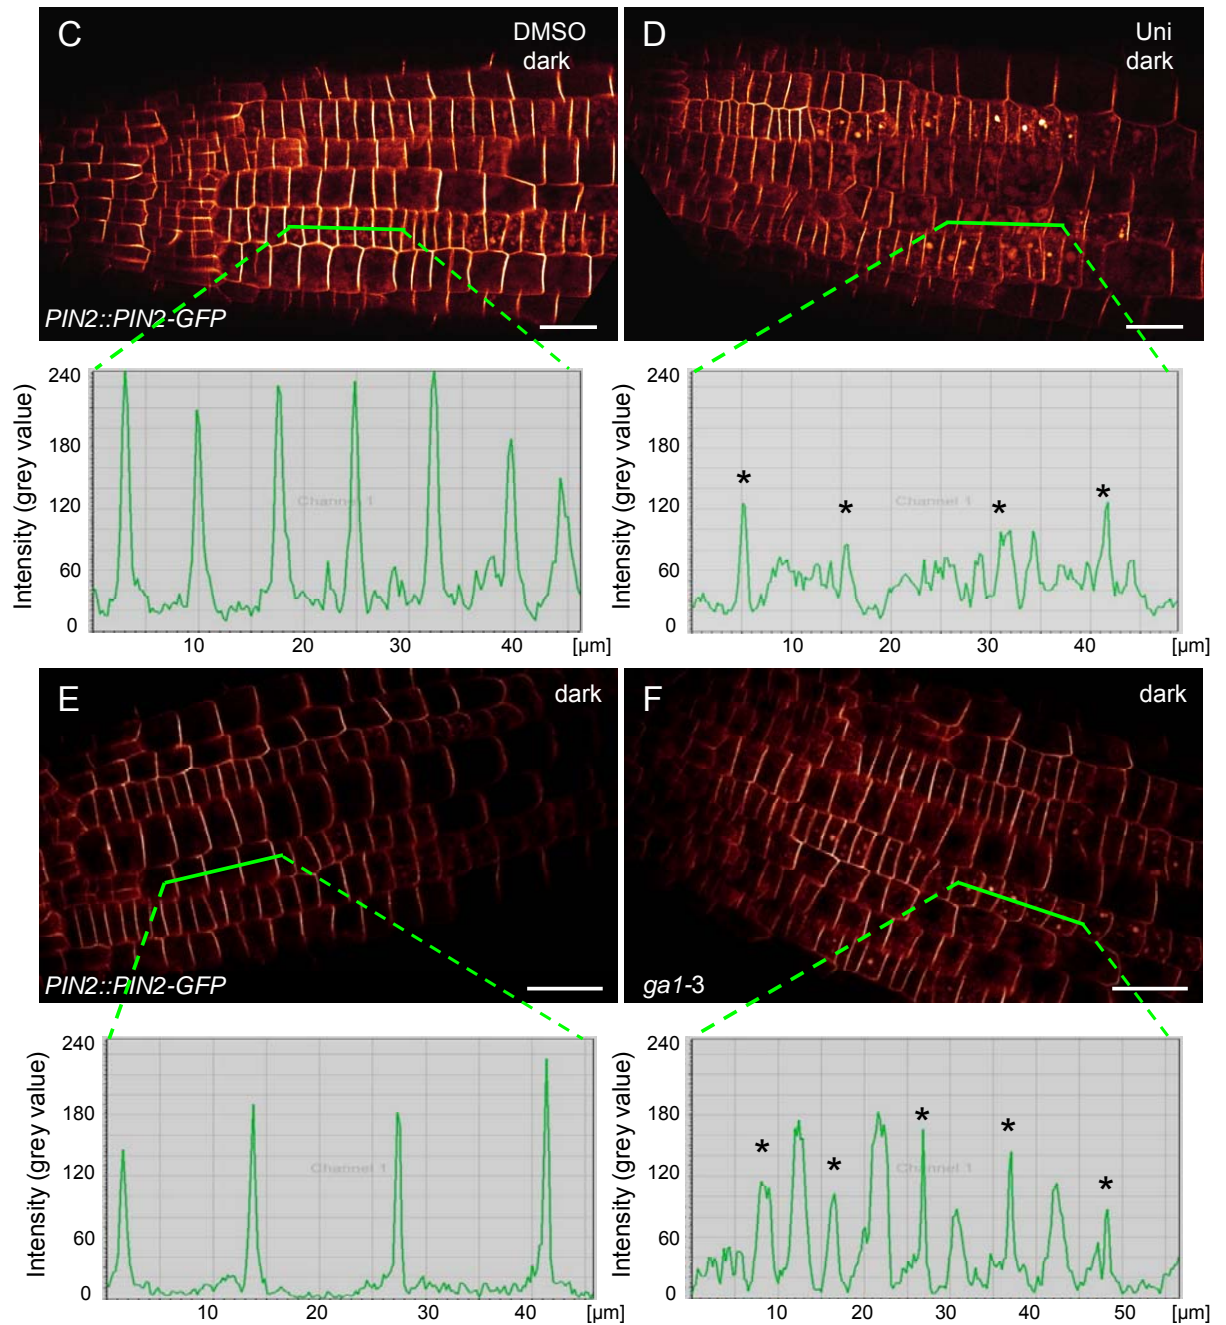 C
DMSO
dark
PIN2::PIN2-GFP
D
Uni
dark
Intensity (grey value)
240
180
120
60
0
Channel 1
10
20
30
40
[µm]
Intensity (grey value)
240
180
120
60
0
*
*
*
*
Channel 1
10
20
30
40
[µm]
E
dark
PIN2::PIN2-GFP
F
dark
ga1-3
Intensity (grey value)
240
180
120
60
0
Channel 1
10
20
30
40
[µm]
Intensity (grey value)
240
180
120
60
0
*
*
*
*
*
Channel 1
10
20
30
40
50
[µm]